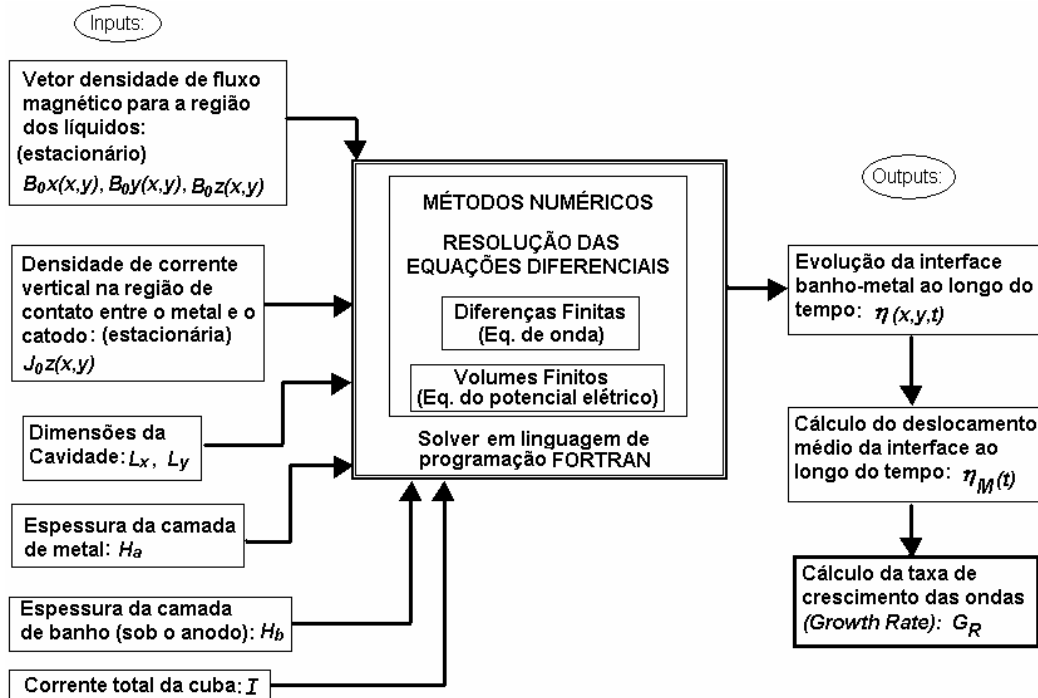 Inputs:
Vetor densidade de fluxo
magnético para a região
dos líquidos:
(estacionário)
B₀x(x,y), B₀y(x,y), B₀z(x,y)
Densidade de corrente
vertical na região de
contato entre o metal e o
catodo: (estacionária)
J₀z(x,y)
Dimensões da
Cavidade: Lx, Ly
Espessura da camada
de metal: Ha
Espessura da camada
de banho (sob o anodo): Hb
Corrente total da cuba: I
MÉTODOS NUMÉRICOS
RESOLUÇÃO DAS
EQUAÇÕES DIFERENCIAIS
Diferenças Finitas
(Eq. de onda)
Volumes Finitos
(Eq. do potencial elétrico)
Solver em linguagem de
programação FORTRAN
Outputs:
Evolução da interface
banho-metal ao longo do
tempo: η(x,y,t)
Cálculo do deslocamento
médio da interface ao
longo do tempo: ηM(t)
Cálculo da taxa de
crescimento das ondas
(Growth Rate): GR